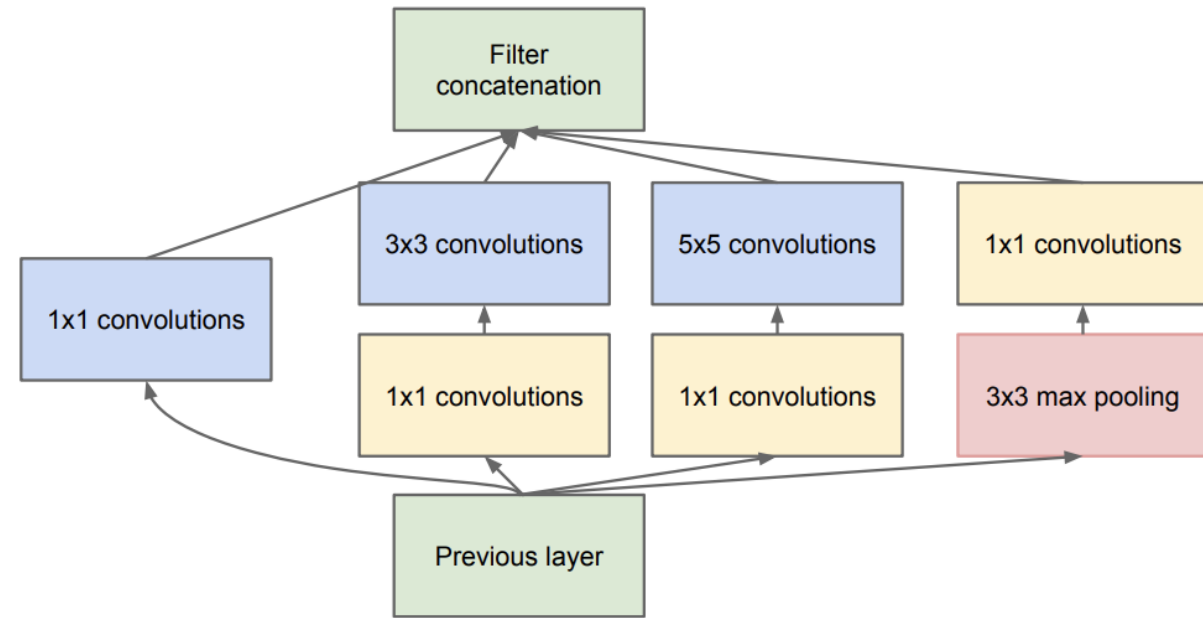 Filter
concatenation
3x3 convolutions
5x5 convolutions
1x1 convolutions
1x1 convolutions
1x1 convolutions
1x1 convolutions
3x3 max pooling
Previous layer